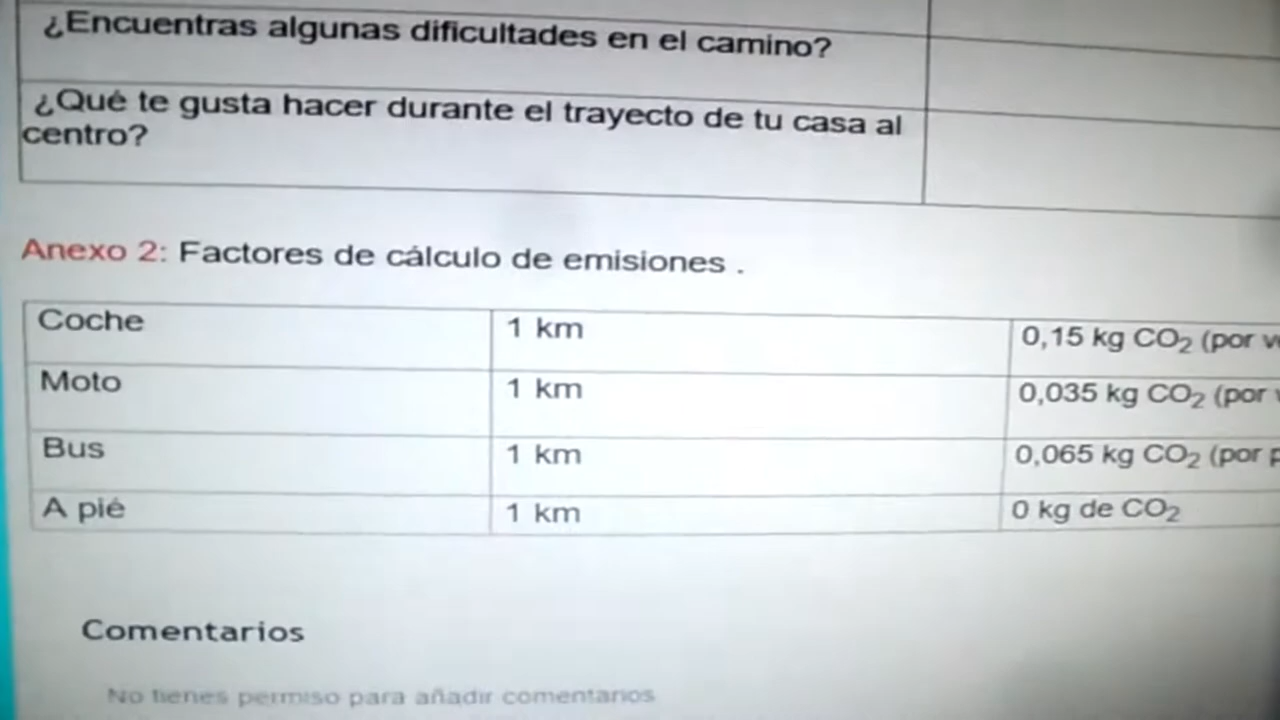 ¿Encuentras algunas dificultades en el camino?
¿Qué te gusta hacer durante el trayecto de tu casa al
centro?
Anexo 2: Factores de cálculo de emisiones .
Coche 1 km 0,15 kg CO₂ (por
Moto 1 km 0,035 kg CO₂ (por
Bus 1 km 0,065 kg CO₂ (por
A pié 1 km 0 kg de CO₂
Comentarios
No tienes permiso para añadir comentarios